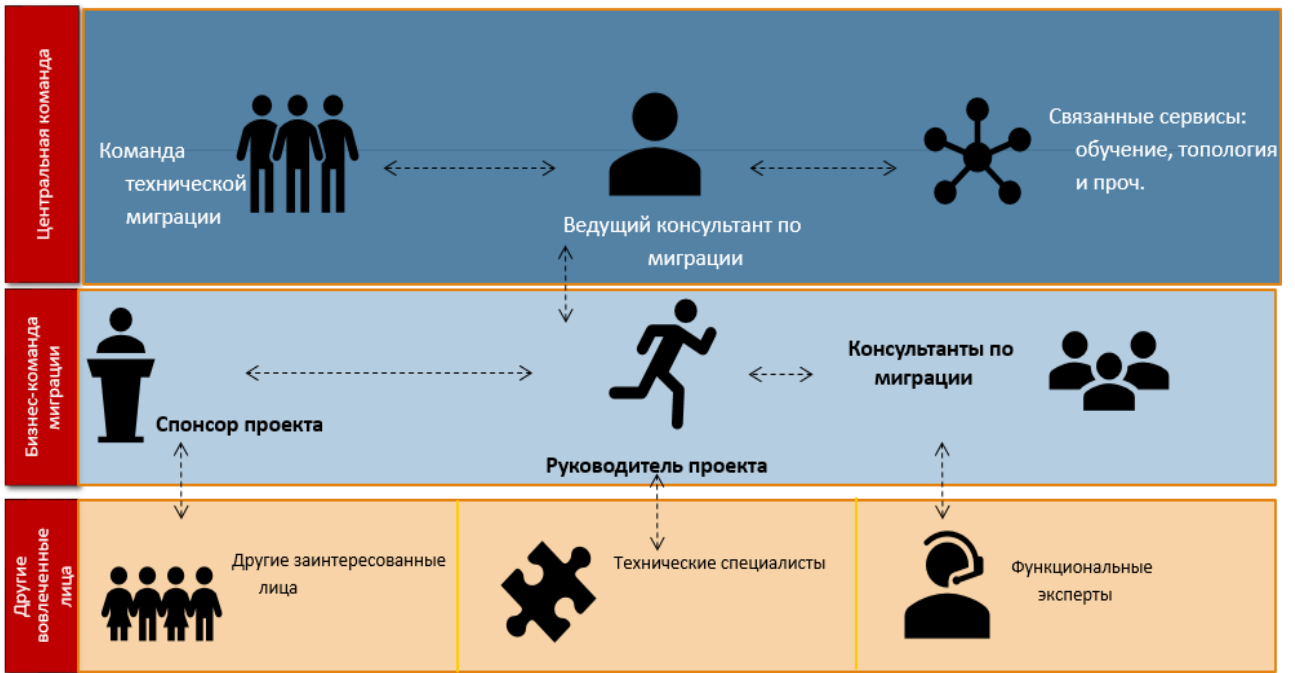 Центральная команда
Команда
технической
миграции
Ведущий консультант по
миграции
Связанные сервисы:
обучение, топология
и проч.
Бизнес-команда
миграции
Спонсор проекта
Руководитель проекта
Консультанты по
миграции
Другие
вовлеченные
лица
Другие заинтересованные
лица
Технические специалисты
Функциональные
эксперты